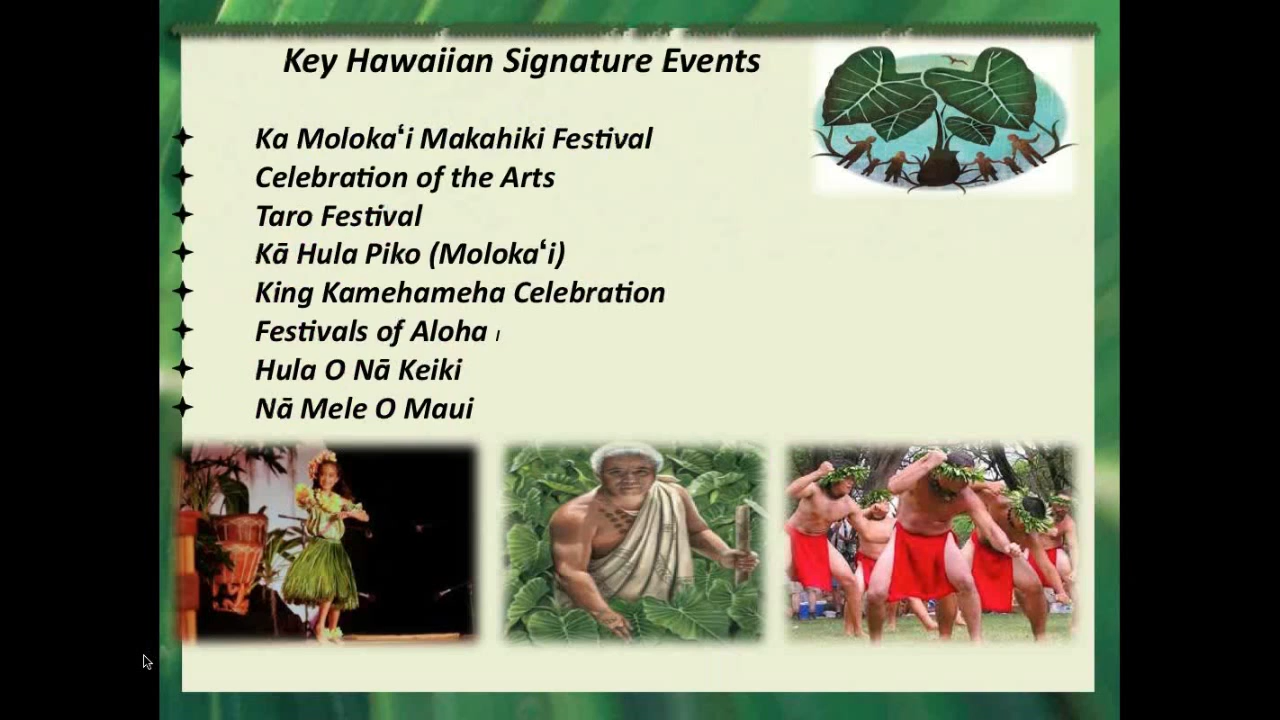 Key Hawaiian Signature Events
Ka Molokaʻi Makahiki Festival
Celebration of the Arts
Taro Festival
Kā Hula Piko (Molokaʻi)
King Kamehameha Celebration
Festivals of Aloha I
Hula O Nā Keiki
Nā Mele O Maui